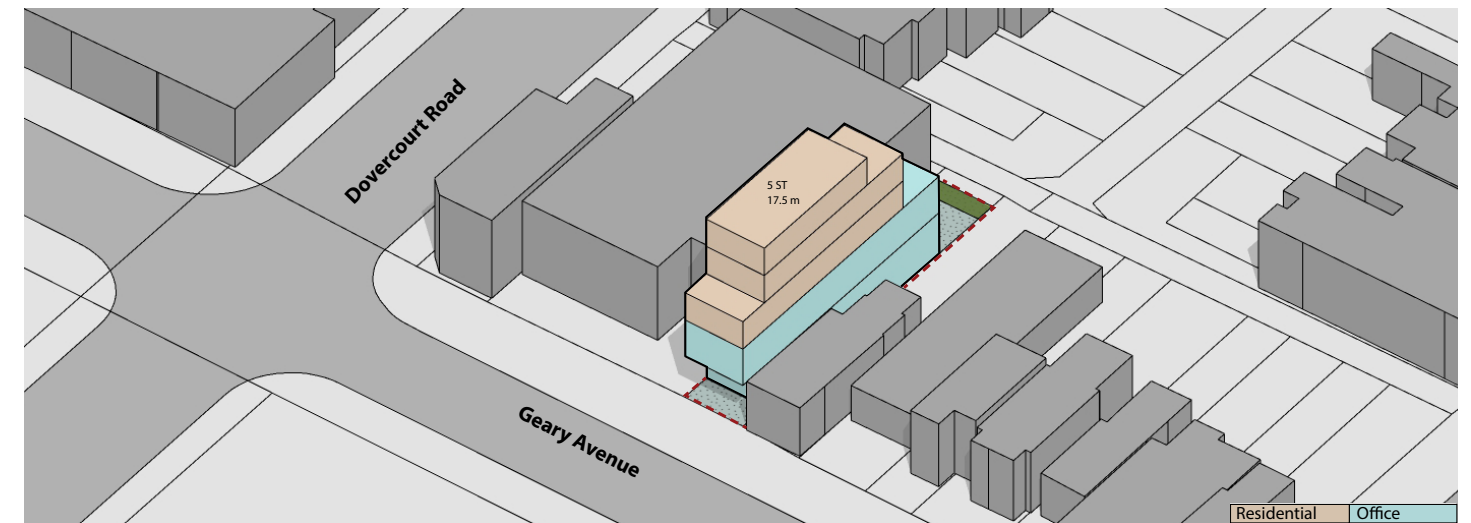 Dovercourt Road
5 ST
17.5 m
Geary Avenue
Residential
Office